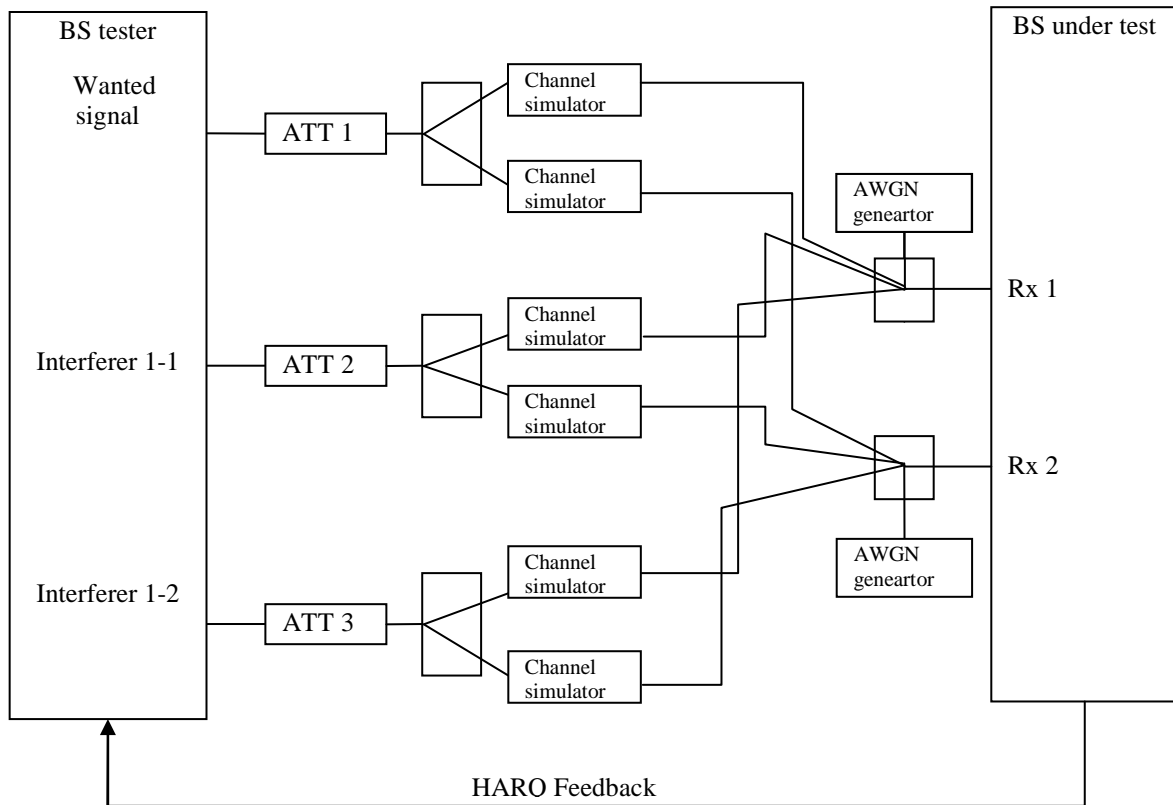 BS tester
Wanted
signal
ATT 1
Channel
simulator
Channel
simulator
Interferer 1-1
ATT 2
Channel
simulator
Channel
simulator
Interferer 1-2
ATT 3
Channel
simulator
Channel
simulator
AWGN
geneartor
AWGN
geneartor
BS under test
Rx 1
Rx 2
HARO Feedback